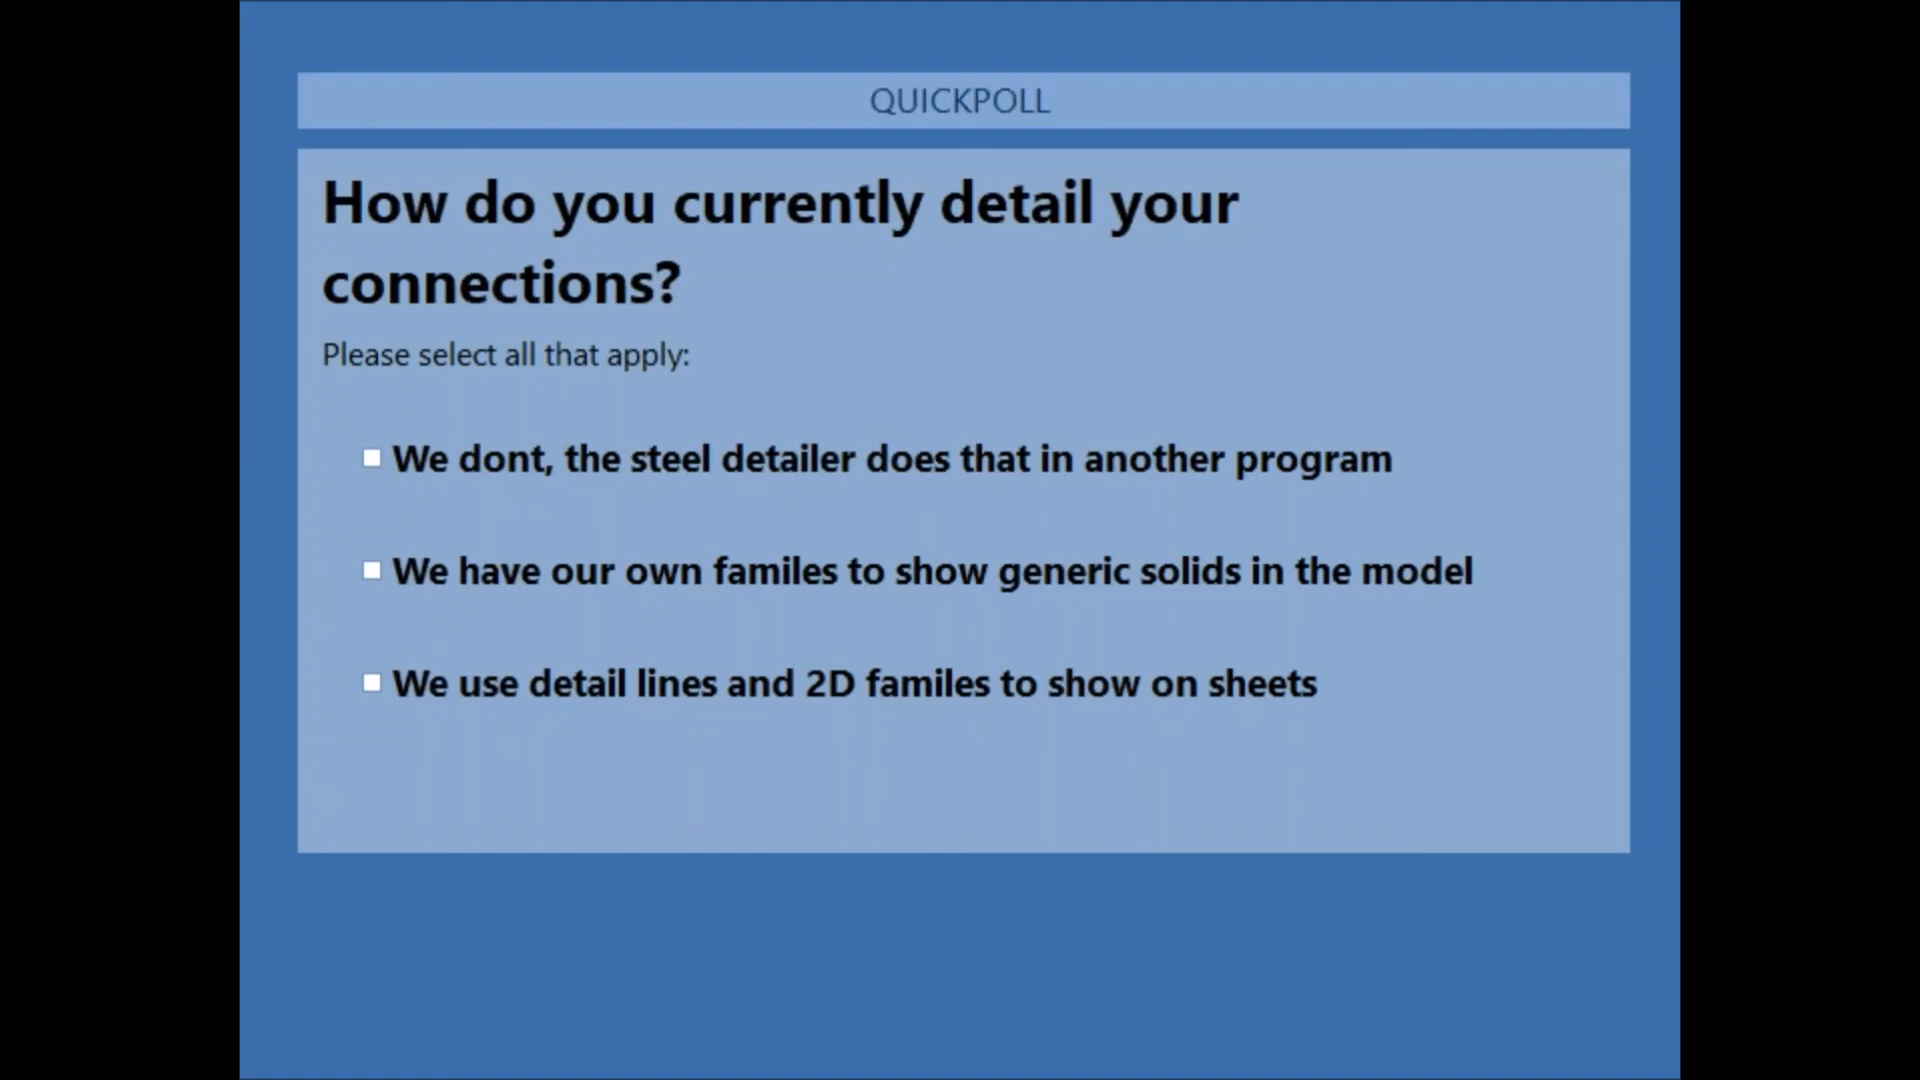 QUICKPOLL
How do you currently detail your
connections?
Please select all that apply:
We dont, the steel detailer does that in another program
We have our own familes to show generic solids in the model
We use detail lines and 2D familes to show on sheets